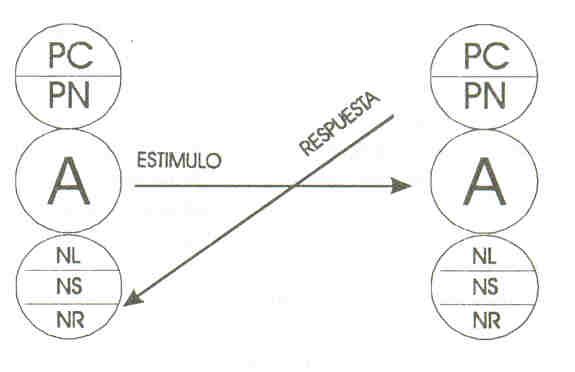 PC
PN
A
NL
NS
NR
ESTIMULO
RESPUESTA
PC
PN
A
NL
NS
NR